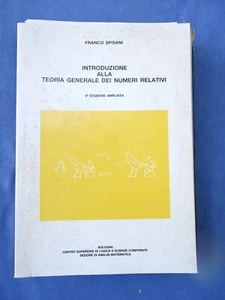 FRANCO SPISANI
INTRODUZIONE
ALLA
TEORIA GENERALE DEI NUMERI RELATIVI
4ª EDIZIONE AMPLIATA
BOLOGNA
CENTRO SUPERIORE DI LOGICA E SCIENZE COMPARATE
SEZIONE DI ANALISI MATEMATICA